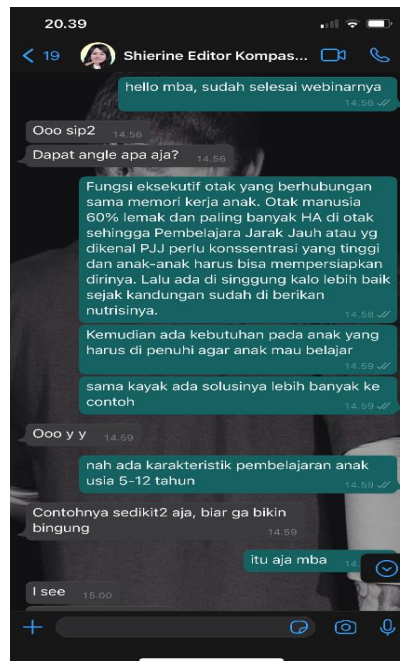 20.39
19 Shierine Editor Kompas...
hello mba, sudah selesai webinarnya
14.56
Ooo sip2 14.56
Dapat angle apa aja? 14.56
Fungsi eksekutif otak yang berhubungan
sama memori kerja anak. Otak manusia
60% lemak dan paling banyak HA di otak
sehingga Pembelajara Jarak Jauh atau yg
dikenal PJJ perlu konssentrasi yang tinggi
dan anak-anak harus bisa mempersiapkan
dirinya. Lalu ada di singgung kalo lebih baik
sejak kandungan sudah di berikan
nutrisinya.
14.58
Kemudian ada kebutuhan pada anak yang
harus di penuhi agar anak mau belajar
14.59
sama kayak ada solusinya lebih banyak ke
contoh
14.59
Ooo y y 14.59
nah ada karakteristik pembelajaran anak
usia 5-12 tahun
14.59
Contohnya sedikit2 aja, biar ga bikin
bingung
14.59
itu aja mba 14.
I see 15.00